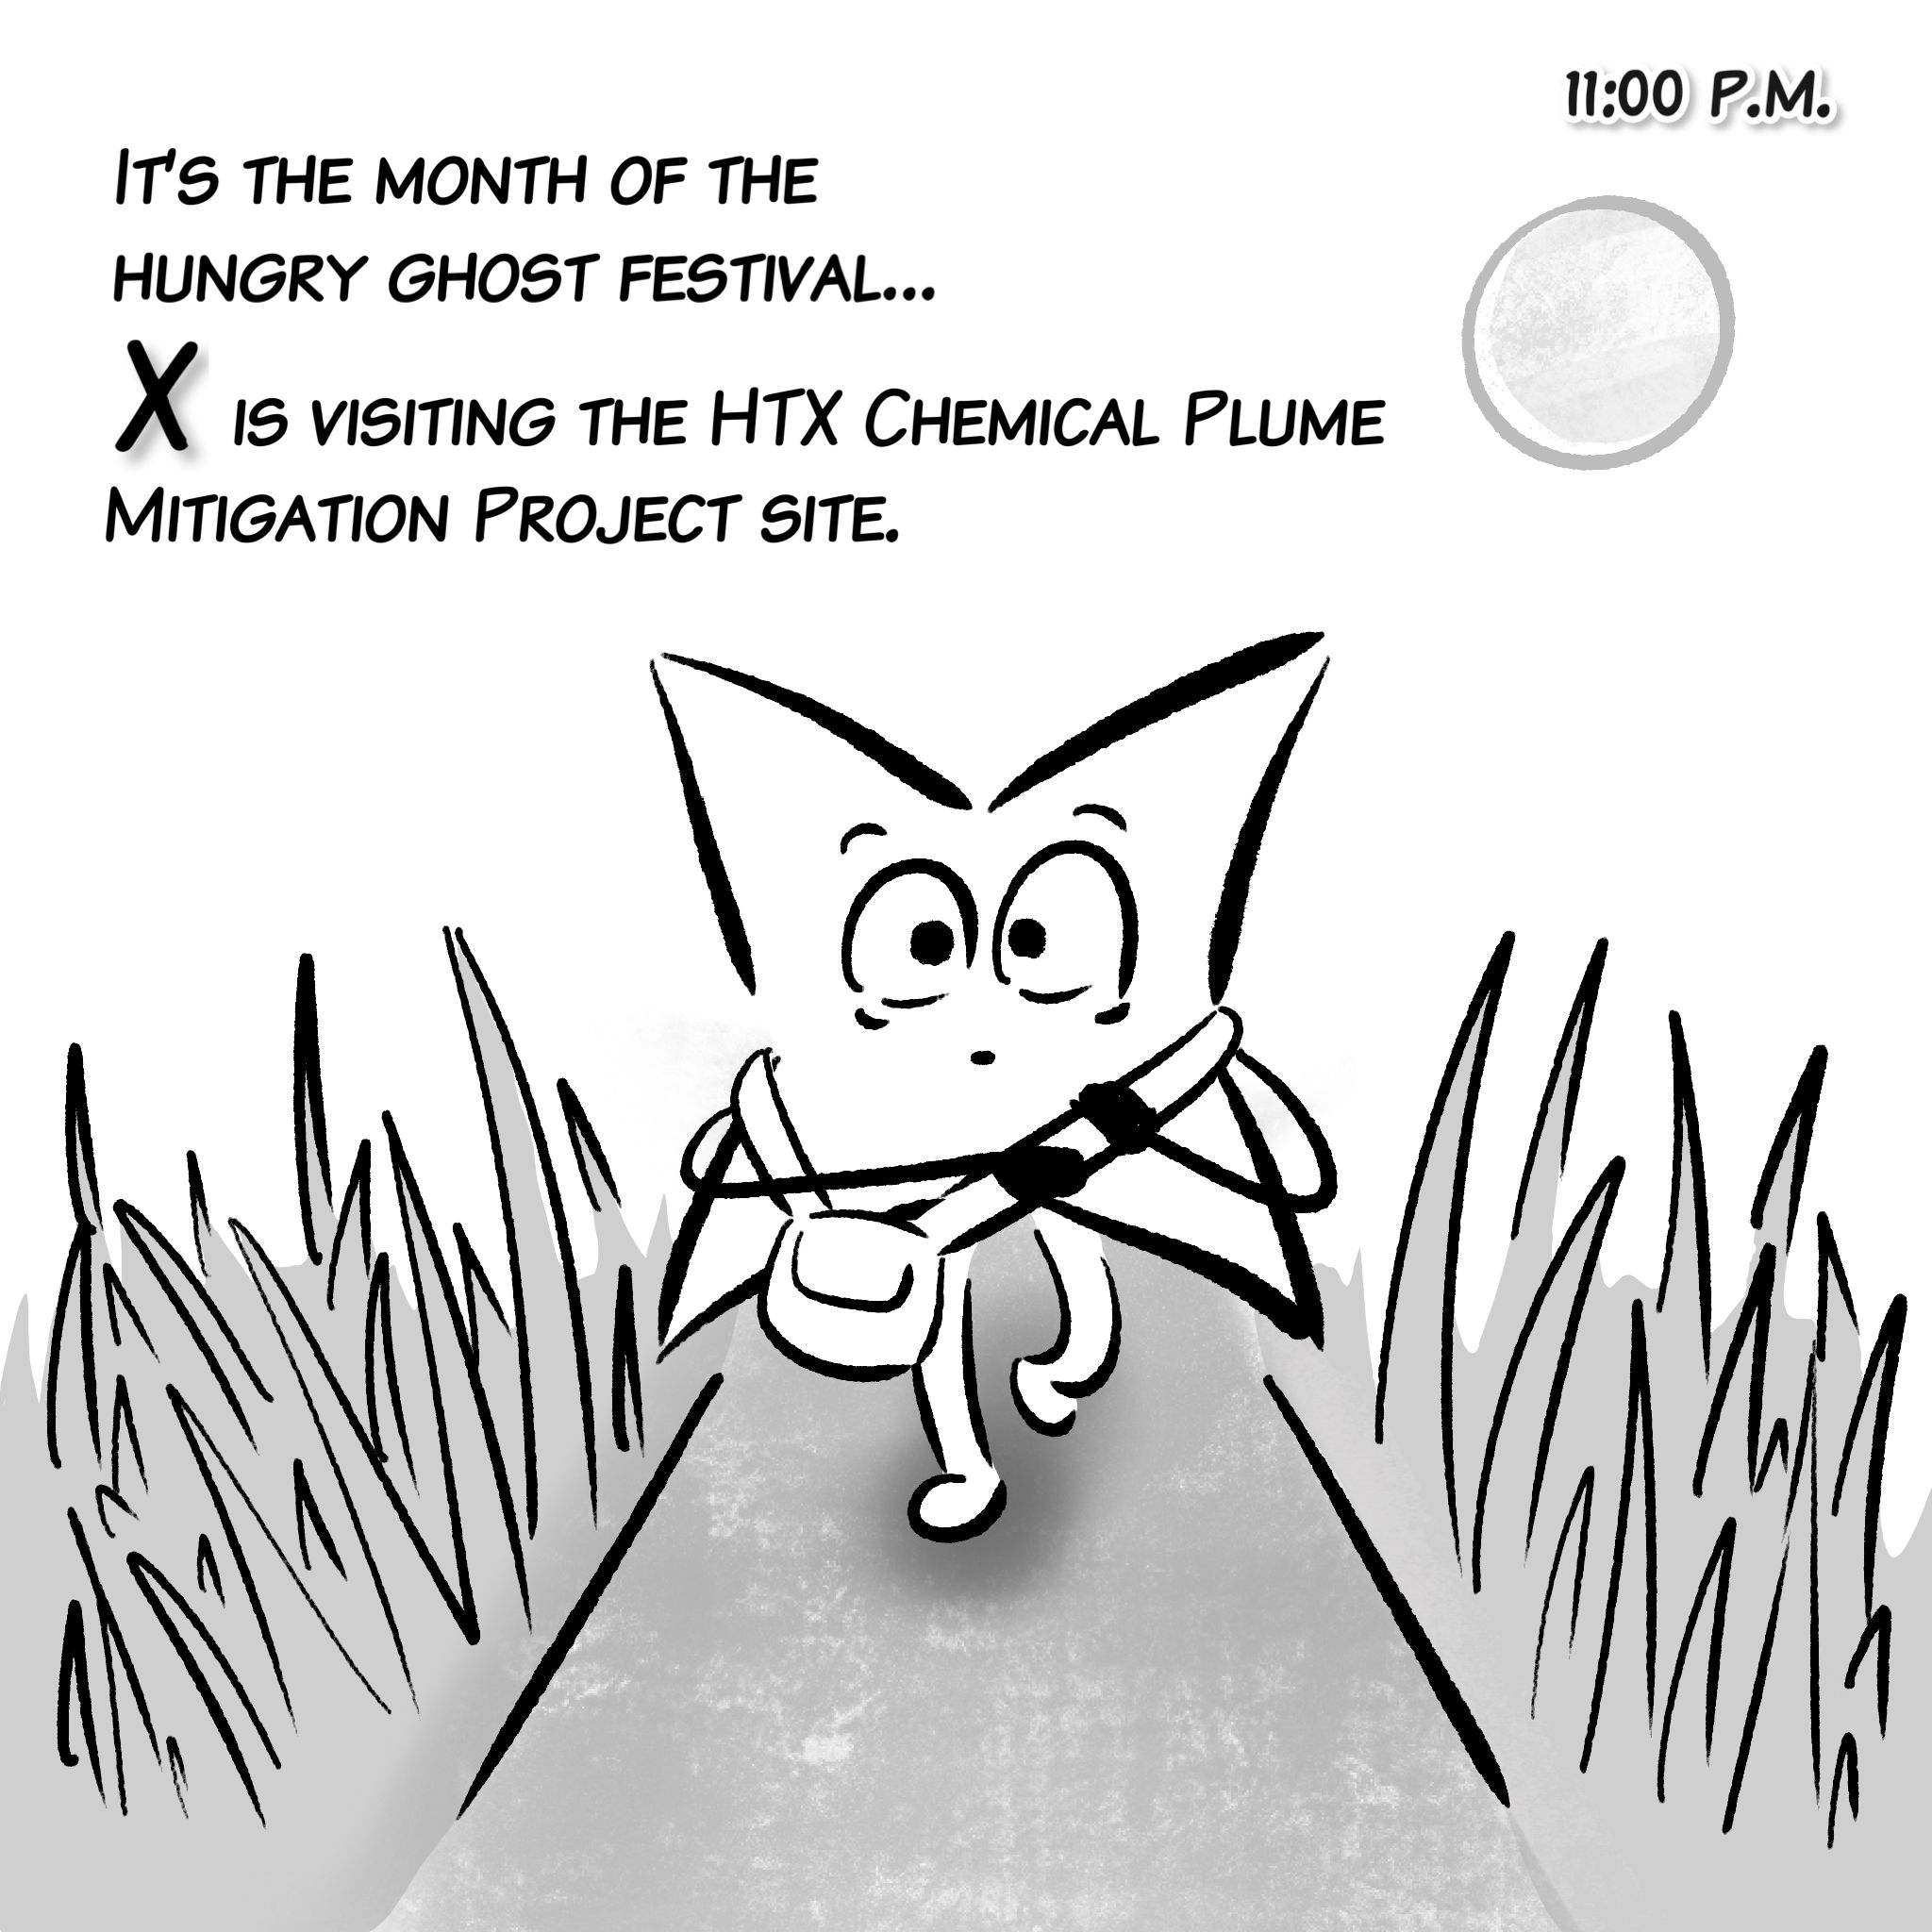 11:00 P.M.
It's the month of the
hungry ghost festival...
X is visiting the HTX Chemical Plume
Mitigation Project site.